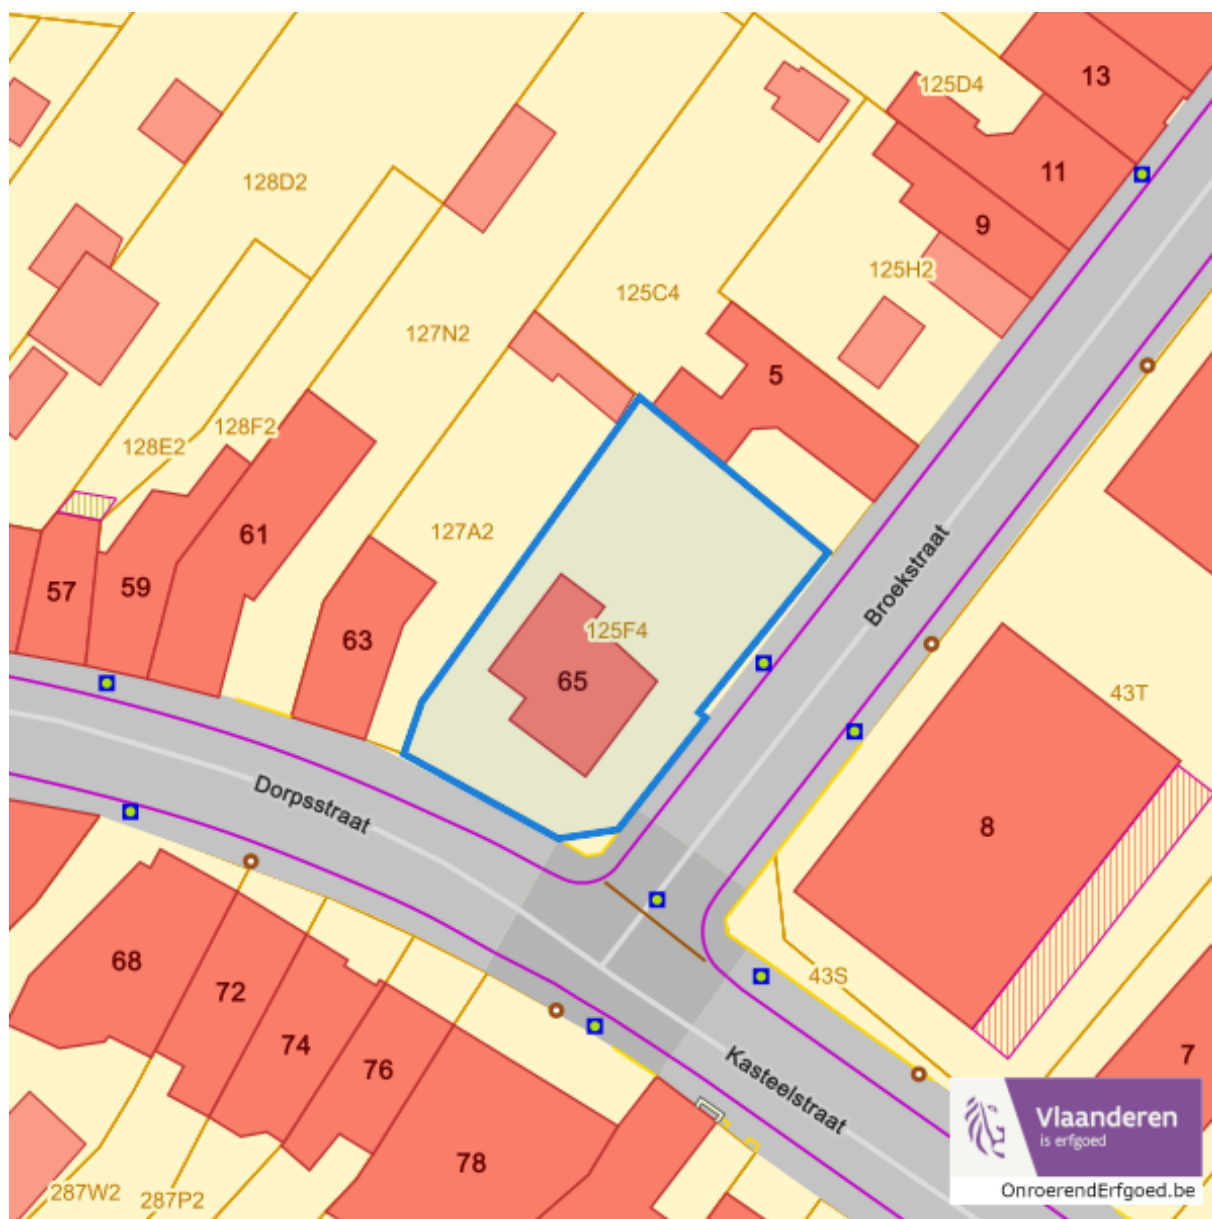 13
125D4
11
128D2
9
125H2
125C4
127N2
5
128F2
128E2
127A2
61
57
59
63
125F4
65
Broekstraat
43T
Dorpsstraat
8
68
72
74
76
78
43S
7
Kasteelstraat
287W2
287P2
Vlaanderen
is erfgoed
OnroerendErfgoed.be